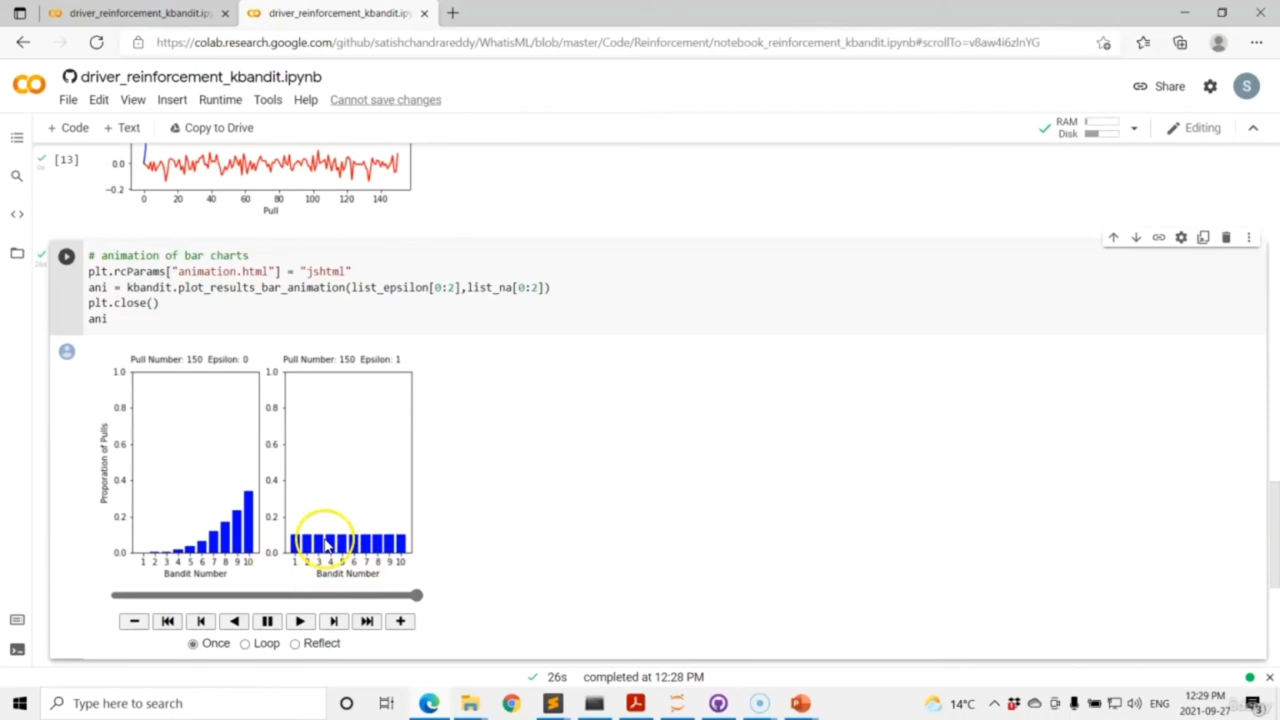 driver_reinforcement_kbandit.ipy
driver_reinforcement_kbandit.ipy
https://colab.research.google.com/github/satishchandrareddy/WhatisML/blob/master/Code/Reinforcement/notebook_reinforcement_kbandit.ipynb#scrollTo=v8aw4i6zlnYG
driver_reinforcement_kbandit.ipynb
Share
S
File Edit View Insert Runtime Tools Help Cannot save changes
+ Code + Text Copy to Drive
RAM
Disk
Editing
[13]
0.0
−0.2
0 20 40 60 80 100 120 140
Pull
# animation of bar charts
plt.rcParams["animation.html"] = "jshtml"
ani = kbandit.plot_results_bar_animation(list_epsilon[0:2],list_na[0:2])
plt.close()
ani
Pull Number: 150 Epsilon: 0
Pull Number: 150 Epsilon: 1
1.0
0.8
0.6
0.4
0.2
0.0
Proporation of Pulls
1.0
0.8
0.6
0.4
0.2
0.0
1 2 3 4 5 6 7 8 9 10
1 2 3 4 5 6 7 8 9 10
Bandit Number
Bandit Number
Once Loop Reflect
26s completed at 12:28 PM
Type here to search
14°C
ENG
12:29 PM
2021-09-27